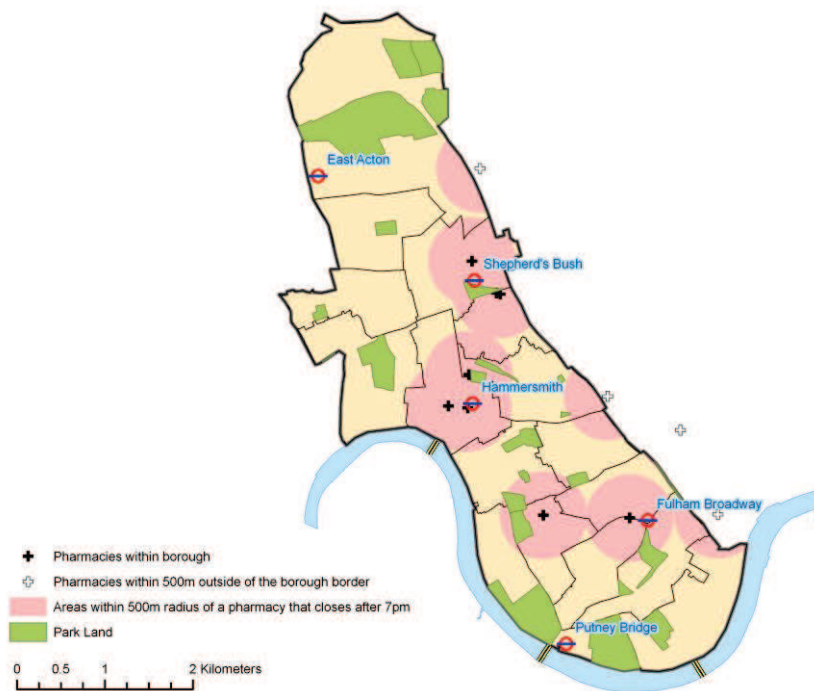 East Acton
Shepherd's Bush
Hammersmith
Fulham Broadway
Putney Bridge
Pharmacies within borough
Pharmacies within 500m outside of the borough border
Areas within 500m radius of a pharmacy that closes after 7pm
Park Land
0 0.5 1 2 Kilometers